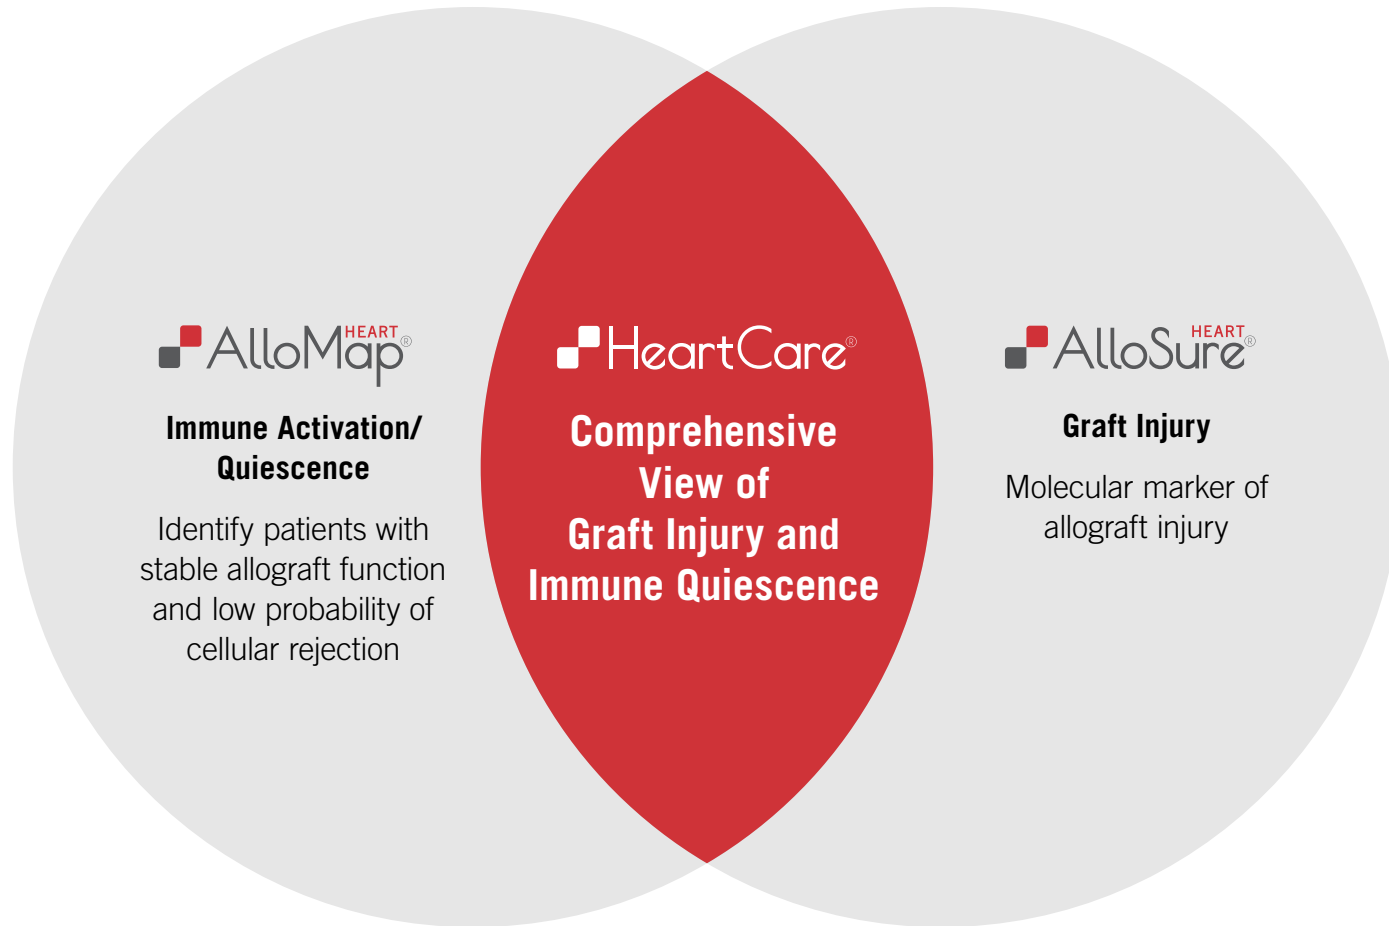 AlloMap HEART®
Immune Activation/
Quiescence
Identify patients with
stable allograft function
and low probability of
cellular rejection
HeartCare®
Comprehensive
View of
Graft Injury and
Immune Quiescence
AlloSure HEART®
Graft Injury
Molecular marker of
allograft injury